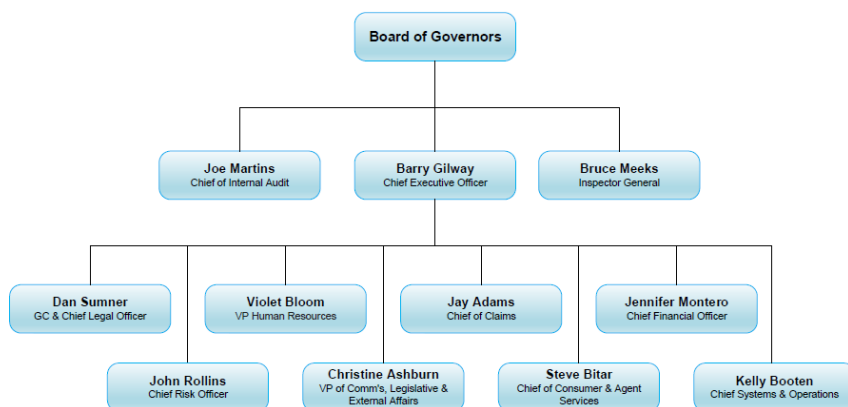 Board of Governors
Joe Martins
Chief of Internal Audit
Barry Gilway
Chief Executive Officer
Bruce Meeks
Inspector General
Dan Sumner
GC & Chief Legal Officer
Violet Bloom
VP Human Resources
Jay Adams
Chief of Claims
Jennifer Montero
Chief Financial Officer
John Rollins
Chief Risk Officer
Christine Ashburn
VP of Comm's, Legislative &
External Affairs
Steve Bitar
Chief of Consumer & Agent
Services
Kelly Booten
Chief Systems & Operations